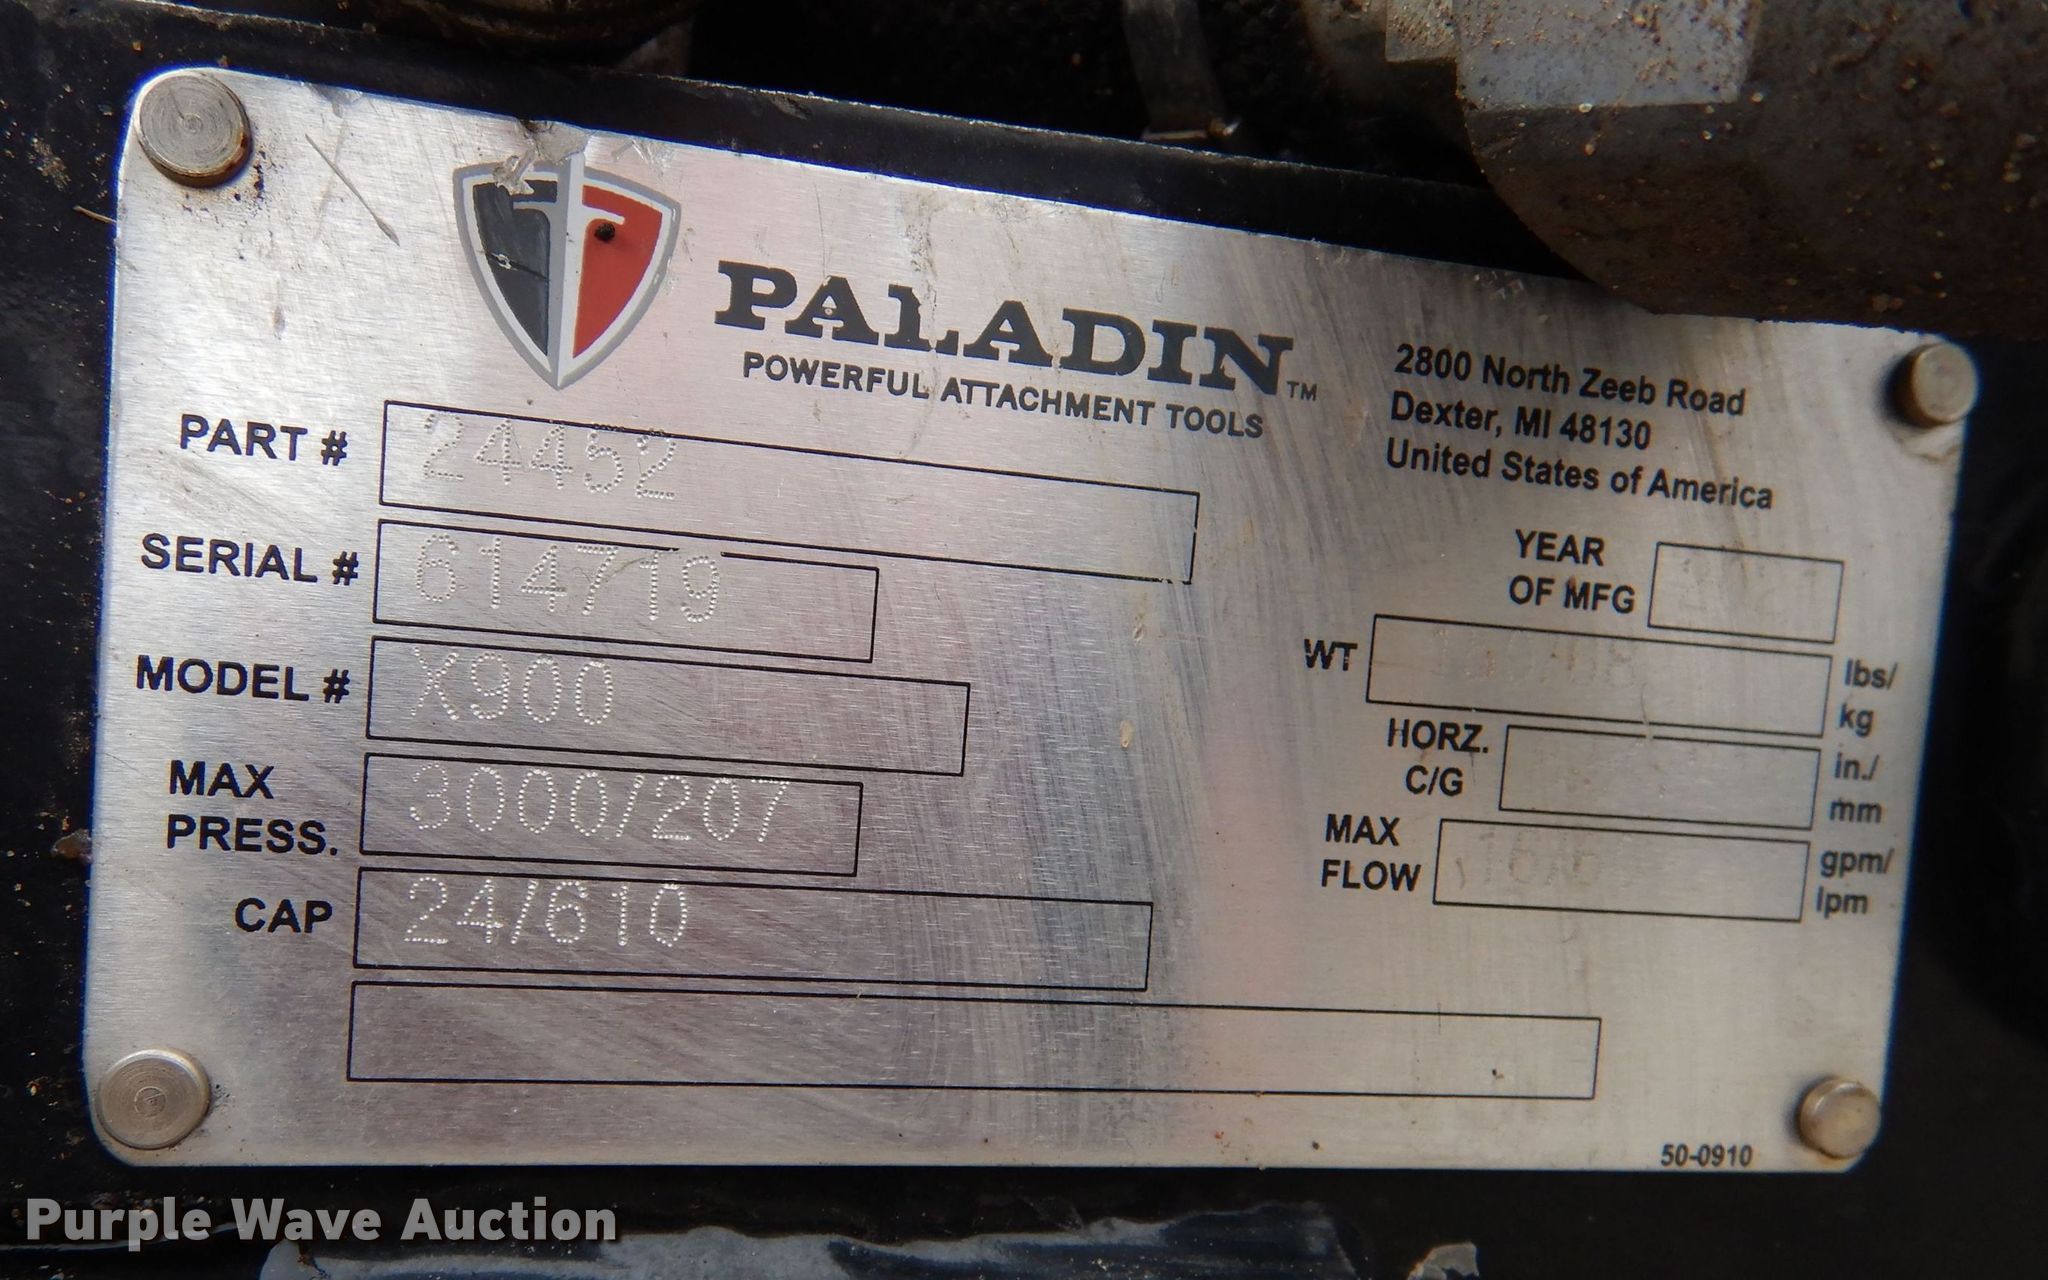 PALADIN™
POWERFUL ATTACHMENT TOOLS
2800 North Zeeb Road
Dexter, MI 48130
United States of America
PART # 24452
SERIAL # 614719
MODEL # X900
MAX PRESS. 3000/207
CAP 24/610
YEAR
OF MFG
WT lbs/
kg
HORZ. in./
C/G mm
MAX gpm/
FLOW lpm
50-0910
Purple Wave Auction